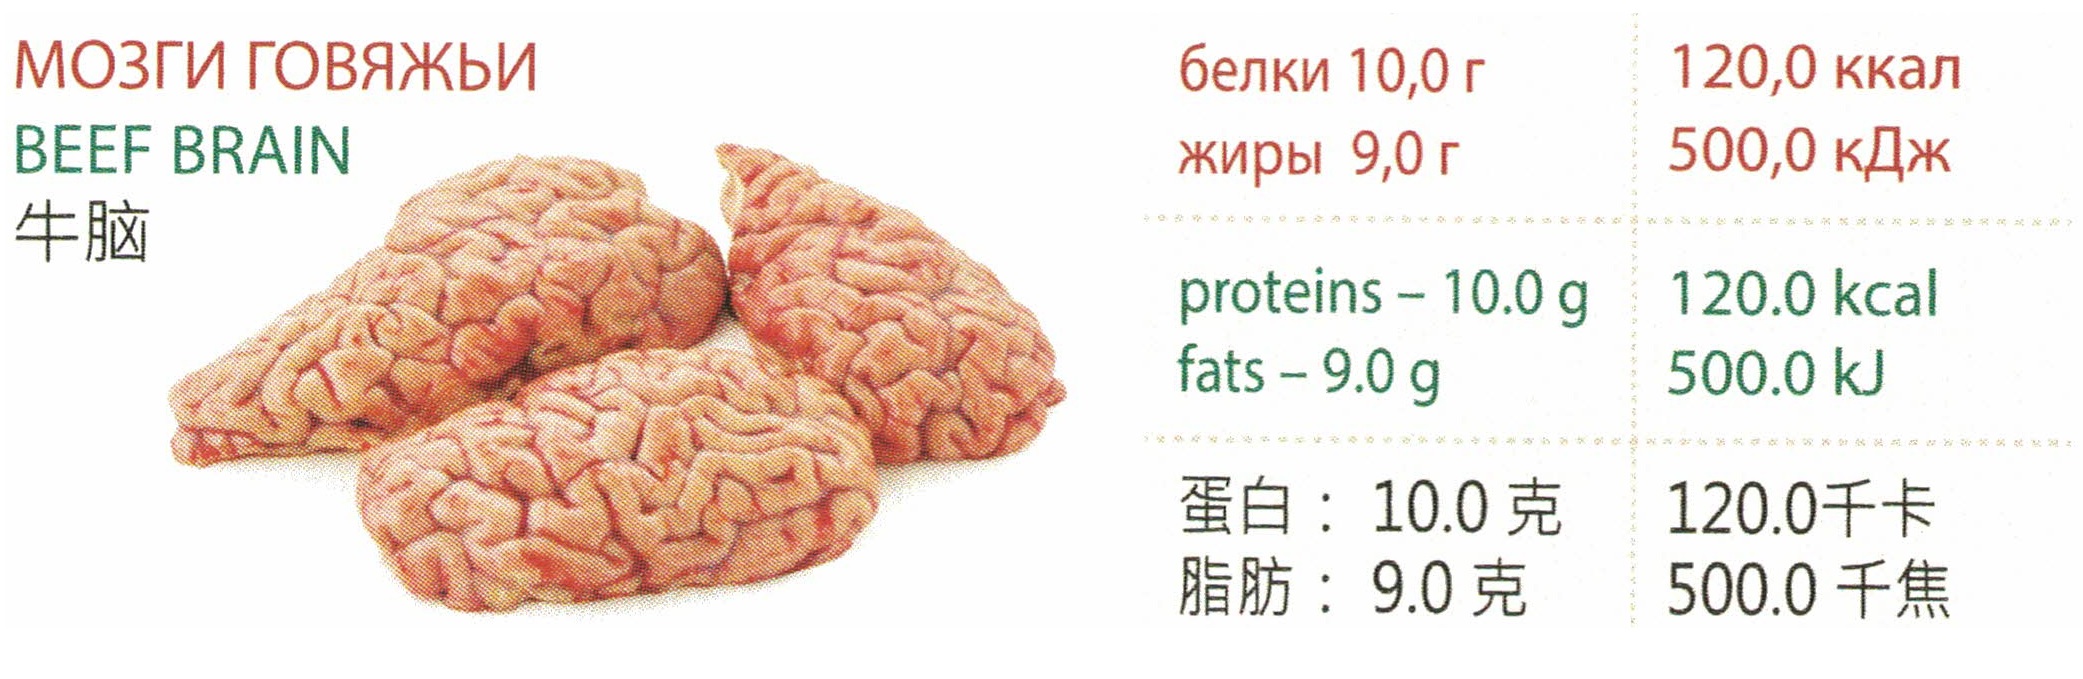 МОЗГИ ГОВЯЖЬИ
BEEF BRAIN
牛脑
белки 10,0 г
жиры 9,0 г
120,0 ккал
500,0 кДж
proteins – 10.0 g
fats – 9.0 g
120.0 kcal
500.0 kJ
蛋白： 10.0 克
脂肪： 9.0 克
120.0千卡
500.0 千焦